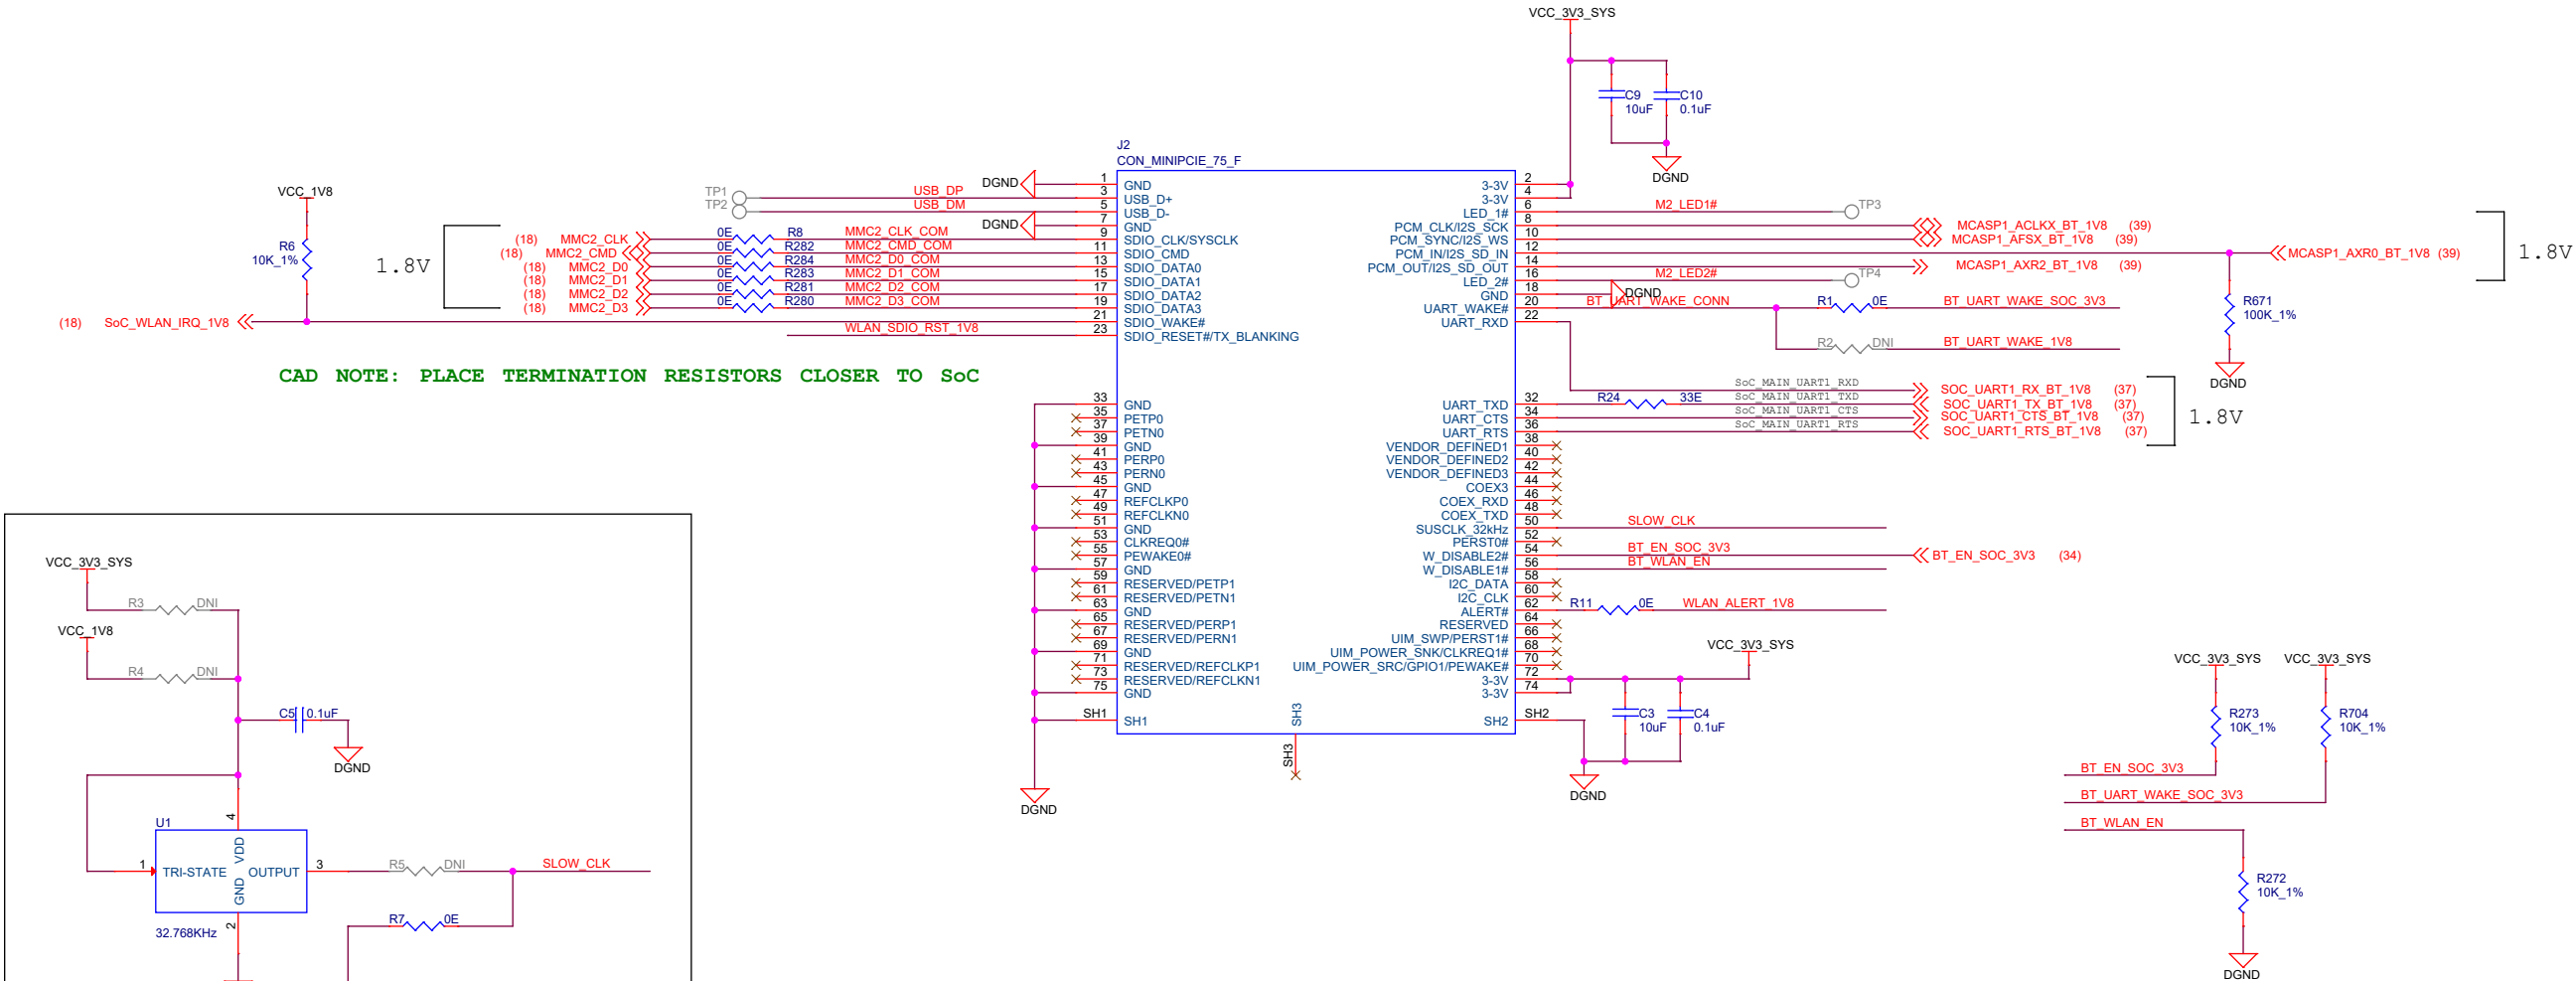 VCC_3V3_SYS
C9
10uF
C10
0.1uF
DGND
J2
CON_MINIPCIE_75_F
VCC_1V8
R6
10K_1%
1.8V
TP1
TP2
USB_DP
USB_DM
DGND
DGND
(18) MMC2_CLK 0E R8 MMC2_CLK_COM
(18) MMC2_CMD 0E R282 MMC2_CMD_COM
(18) MMC2_D0 0E R284 MMC2_D0_COM
(18) MMC2_D1 0E R283 MMC2_D1_COM
(18) MMC2_D2 0E R281 MMC2_D2_COM
(18) MMC2_D3 0E R280 MMC2_D3_COM
(18) SoC_WLAN_IRQ_1V8
WLAN_SDIO_RST_1V8
CAD NOTE: PLACE TERMINATION RESISTORS CLOSER TO SoC
1 GND
3 USB_D+
5 USB_D-
7 GND
9 SDIO_CLK/SYSCLK
11 SDIO_CMD
13 SDIO_DATA0
15 SDIO_DATA1
17 SDIO_DATA2
19 SDIO_DATA3
21 SDIO_WAKE#
23 SDIO_RESET#/TX_BLANKING
33 GND
35 PETP0
37 PETN0
39 GND
41 PERP0
43 PERN0
45 GND
47 REFCLKP0
49 REFCLKN0
51 GND
53 CLKREQ0#
55 PEWAKE0#
57 GND
59 RESERVED/PETP1
61 RESERVED/PETN1
63 GND
65 RESERVED/PERP1
67 RESERVED/PERN1
69 GND
71 RESERVED/REFCLKP1
73 RESERVED/REFCLKN1
75 GND
SH1 SH1
DGND
SH3
SH3
3-3V 2
3-3V 4
LED_1# 6
PCM_CLK/I2S_SCK 8
PCM_SYNC/I2S_WS 10
PCM_IN/I2S_SD_IN 12
PCM_OUT/I2S_SD_OUT 14
LED_2# 16
GND 18
UART_WAKE# 20
UART_RXD 22
UART_TXD 32
UART_CTS 34
UART_RTS 36
VENDOR_DEFINED1 38
VENDOR_DEFINED2 40
VENDOR_DEFINED3 42
COEX3 44
COEX_RXD 46
COEX_TXD 48
SUSCLK_32kHz 50
PERST0# 52
W_DISABLE2# 54
W_DISABLE1# 56
I2C_DATA 58
I2C_CLK 60
ALERT# 62
RESERVED 64
UIM_SWP/PERST1# 66
UIM_POWER_SNK/CLKREQ1# 68
UIM_POWER_SRC/GPIO1/PEWAKE# 70
3-3V 72
3-3V 74
SH2 SH2
M2_LED1# TP3
MCASP1_ACLKX_BT_1V8 (39)
MCASP1_AFSX_BT_1V8 (39)
MCASP1_AXR0_BT_1V8 (39)
MCASP1_AXR2_BT_1V8 (39)
1.8V
M2_LED2# TP4
DGND
BT_UART_WAKE_CONN R1 0E BT_UART_WAKE_SOC_3V3
R2 DNI BT_UART_WAKE_1V8
R671
100K_1%
DGND
SoC_MAIN_UART1_RXD SOC_UART1_RX_BT_1V8 (37)
R24 33E SoC_MAIN_UART1_TXD SOC_UART1_TX_BT_1V8 (37)
SoC_MAIN_UART1_CTS SOC_UART1_CTS_BT_1V8 (37)
SoC_MAIN_UART1_RTS SOC_UART1_RTS_BT_1V8 (37)
1.8V
SLOW_CLK
BT_EN_SOC_3V3 BT_EN_SOC_3V3 (34)
BT_WLAN_EN
R11 0E WLAN_ALERT_1V8
VCC_3V3_SYS
C3
10uF
C4
0.1uF
DGND
VCC_3V3_SYS
VCC_3V3_SYS
R273
10K_1%
R704
10K_1%
BT_EN_SOC_3V3
BT_UART_WAKE_SOC_3V3
BT_WLAN_EN
R272
10K_1%
DGND
VCC_3V3_SYS
R3 DNI
VCC_1V8
R4 DNI
C5 0.1uF
DGND
U1
4
VDD
1 TRI-STATE
OUTPUT 3
GND
2
32.768KHz
R5 DNI
SLOW_CLK
R7 0E